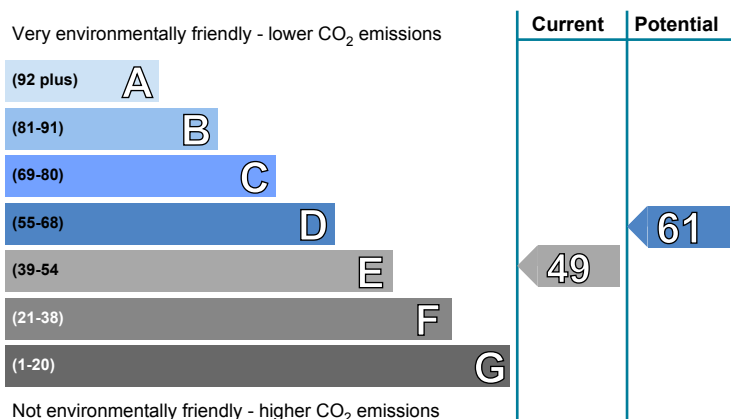 Very environmentally friendly - lower CO2 emissions
Current
Potential
(92 plus) A
(81-91) B
(69-80) C
(55-68) D
61
(39-54 E
49
(21-38) F
(1-20) G
Not environmentally friendly - higher CO2 emissions